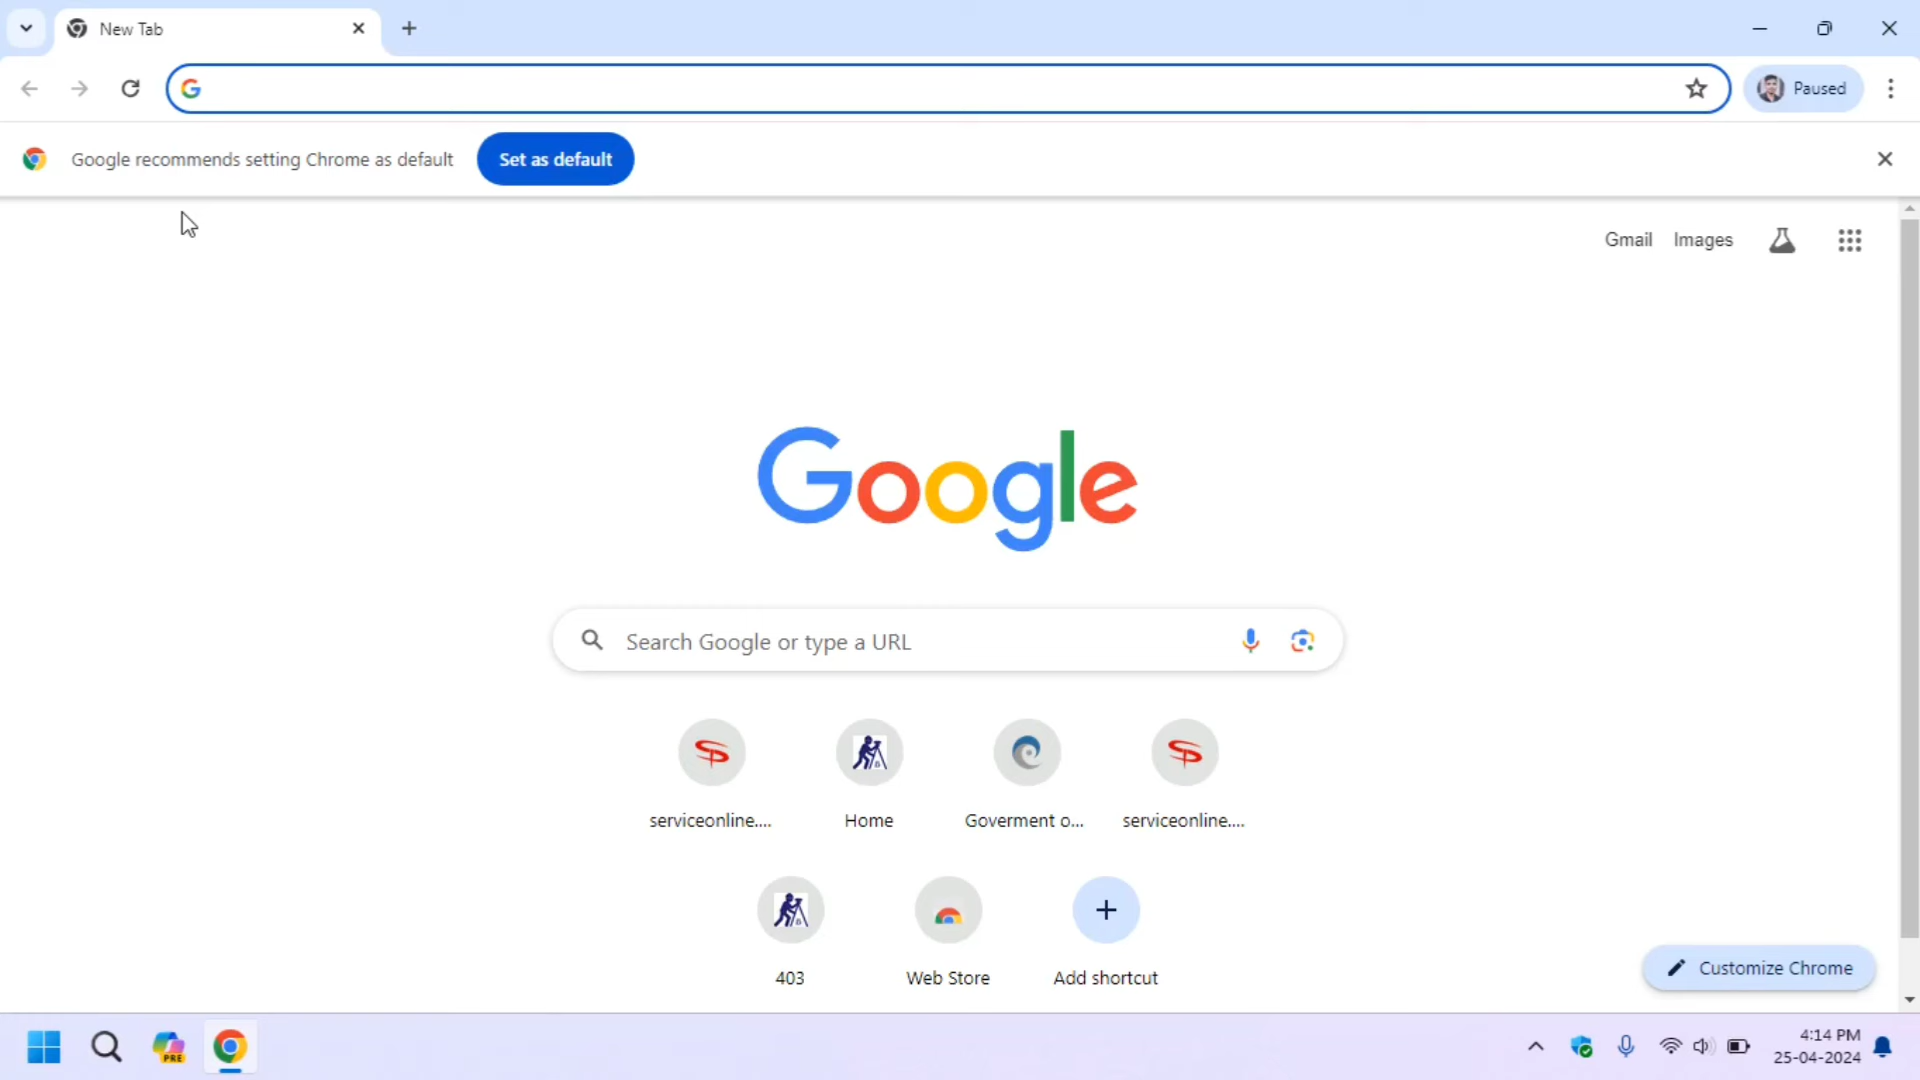 New Tab
Paused
Google recommends setting Chrome as default
Set as default
Gmail Images
Google
Search Google or type a URL
serviceonline.... Home Goverment o... serviceonline....
403 Web Store Add shortcut
Customize Chrome
PRE
4:14 PM
25-04-2024